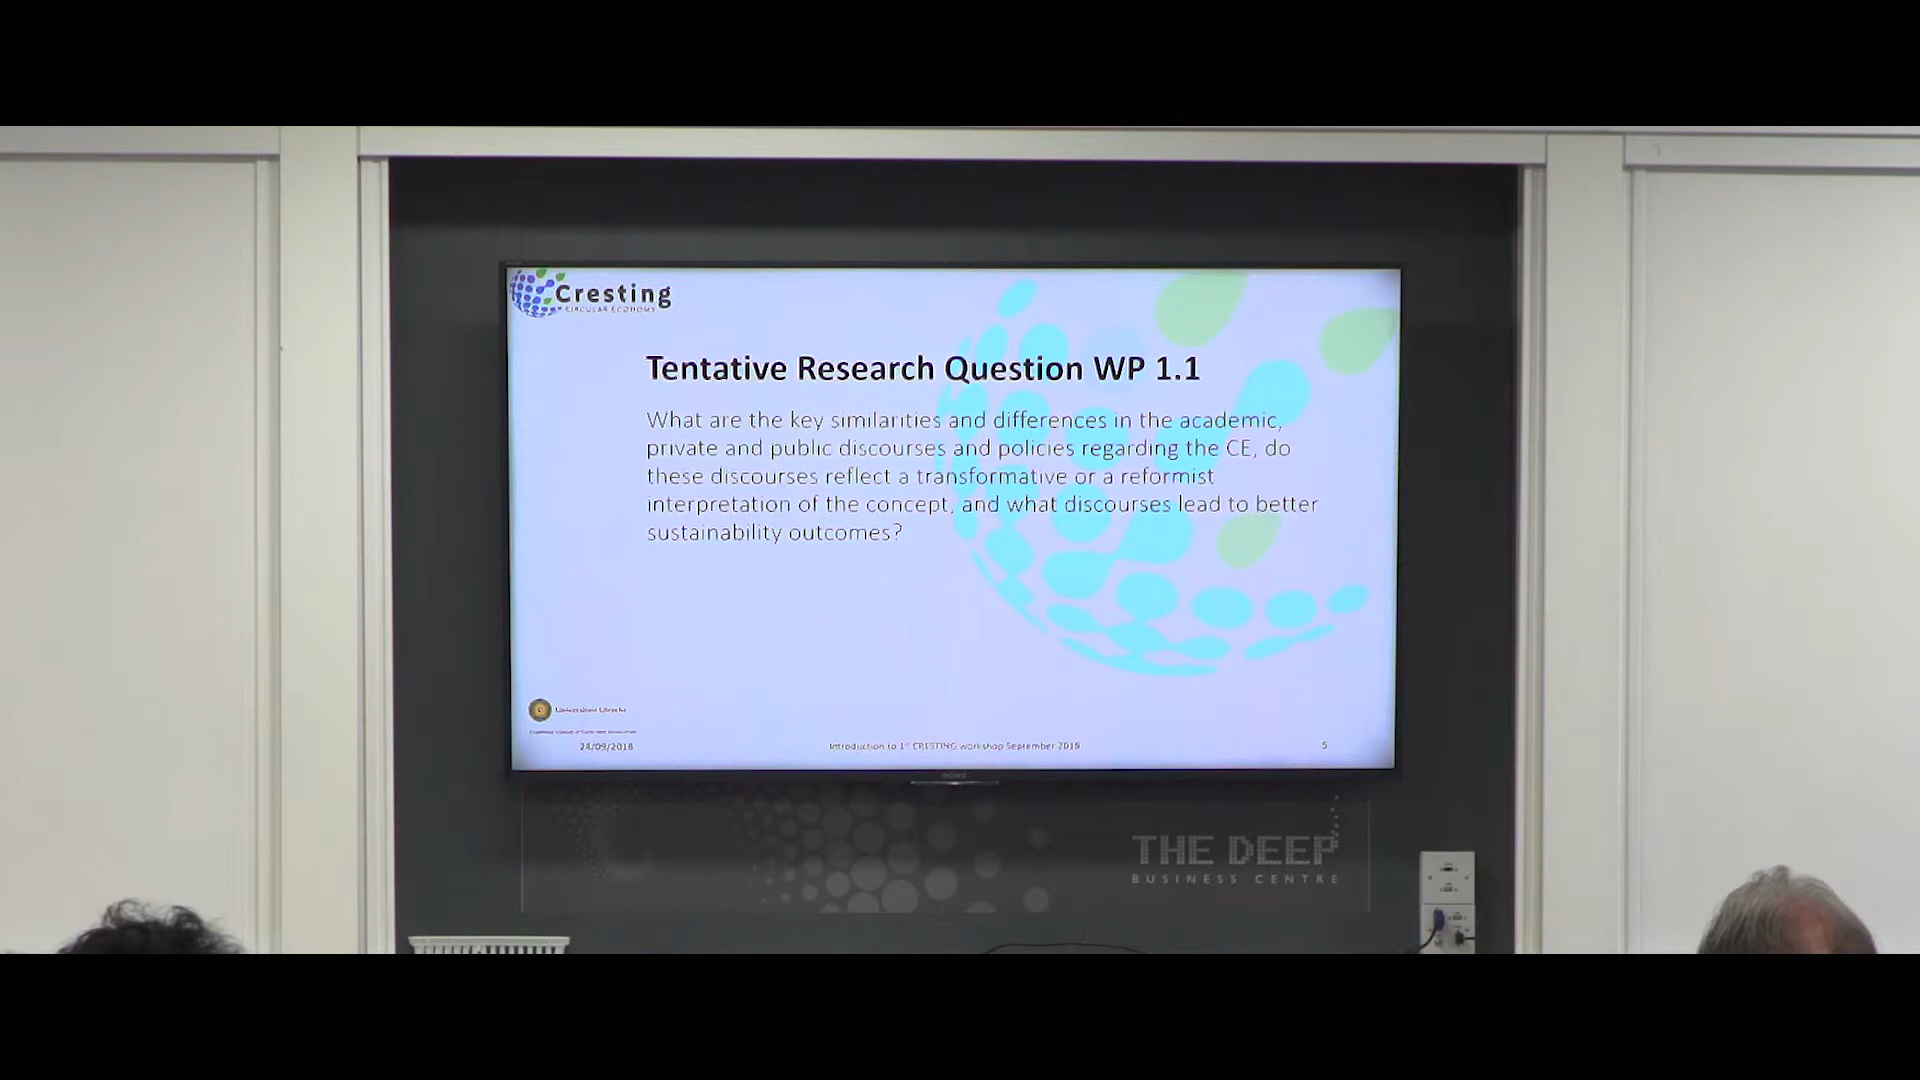 Cresting
CIRCULAR ECONOMY
Tentative Research Question WP 1.1
What are the key similarities and differences in the academic,
private and public discourses and policies regarding the CE, do
these discourses reflect a transformative or a reformist
interpretation of the concept, and what discourses lead to better
sustainability outcomes?
24/09/2018
Introduction to 1st CRESTING workshop September 2018
5
SONY
THE DEEP
BUSINESS CENTRE